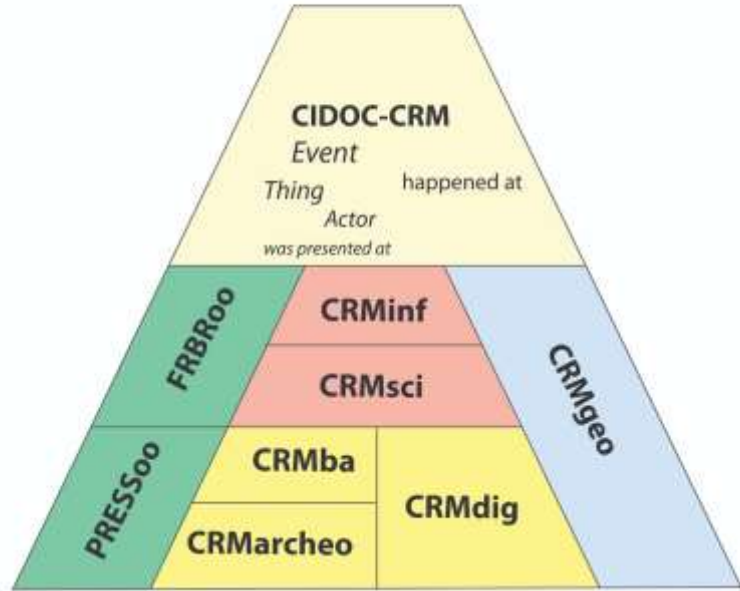 CIDOC-CRM
Event
Thing
happened at
Actor
was presented at
FRBRoo
CRMinf
CRMgeo
CRMsci
PRESSoo
CRMba
CRMdig
CRMarcheo